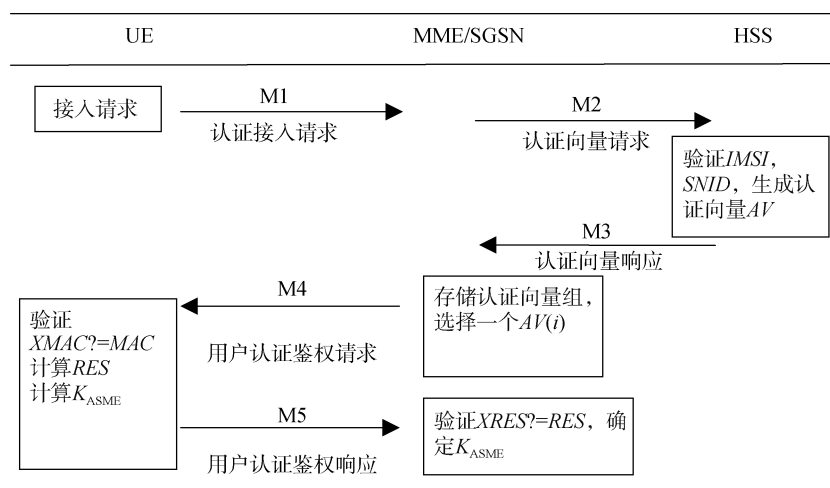 UE MME/SGSN HSS
接入请求
M1
认证接入请求
M2
认证向量请求
验证IMSI，
SNID，生成认
证向量AV
M3
认证向量响应
存储认证向量组，
选择一个AV(i)
M4
用户认证鉴权请求
验证
XMAC?=MAC
计算RES
计算KASME
M5
用户认证鉴权响应
验证XRES?=RES，确
定KASME